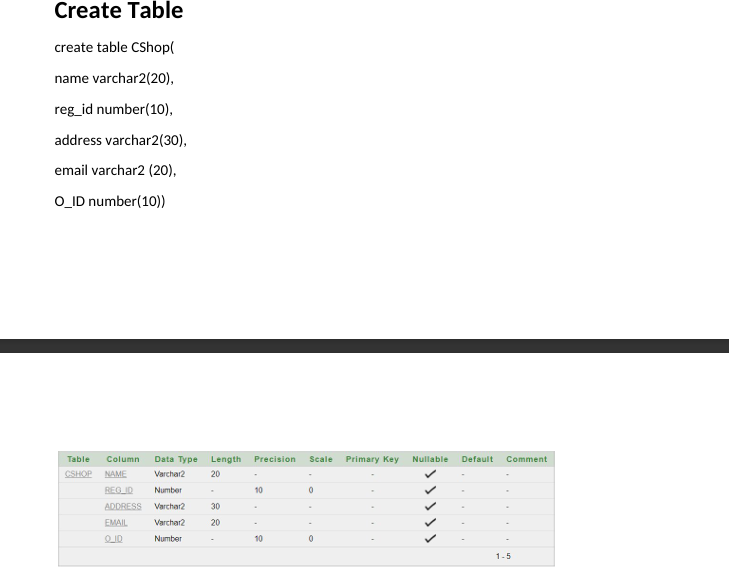 Create Table
create table CShop(
name varchar2(20),
reg_id number(10),
address varchar2(30),
email varchar2 (20),
O_ID number(10))
Table Column Data Type Length Precision Scale Primary Key Nullable Default Comment
CSHOP NAME Varchar2 20 - - - ✓ - -
REG_ID Number - 10 0 - ✓ - -
ADDRESS Varchar2 30 - - - ✓ - -
EMAIL Varchar2 20 - - - ✓ - -
O_ID Number - 10 0 - ✓ - -
1 - 5